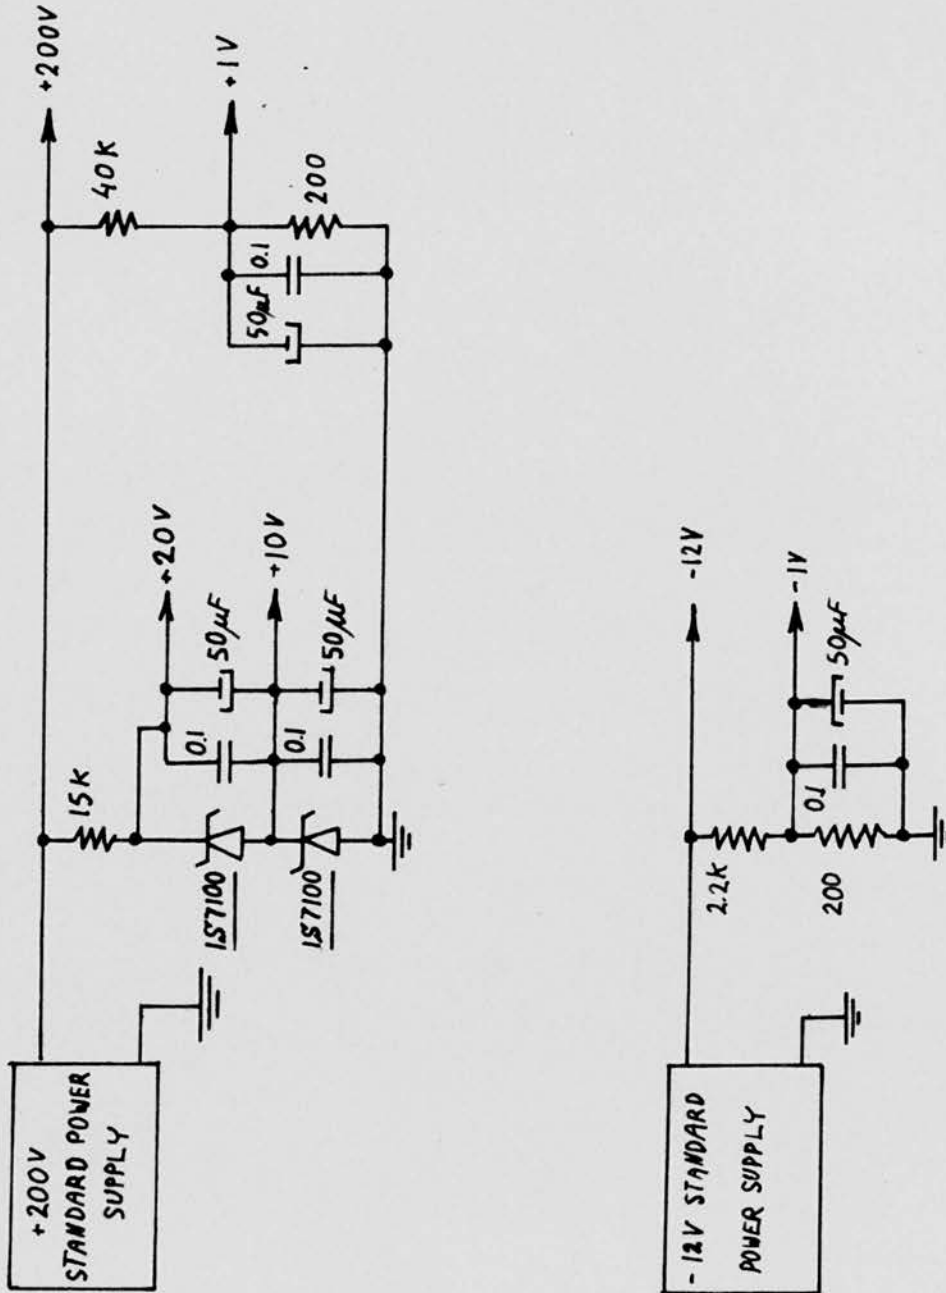 +200V
STANDARD POWER
SUPPLY
+200V
15K
+20V
0.1
50µF
1S7100
+10V
0.1
50µF
1S7100
40K
+1V
50µF
0.1
200
-12V STANDARD
POWER SUPPLY
-12V
2.2K
-1V
200
0.1
50µF